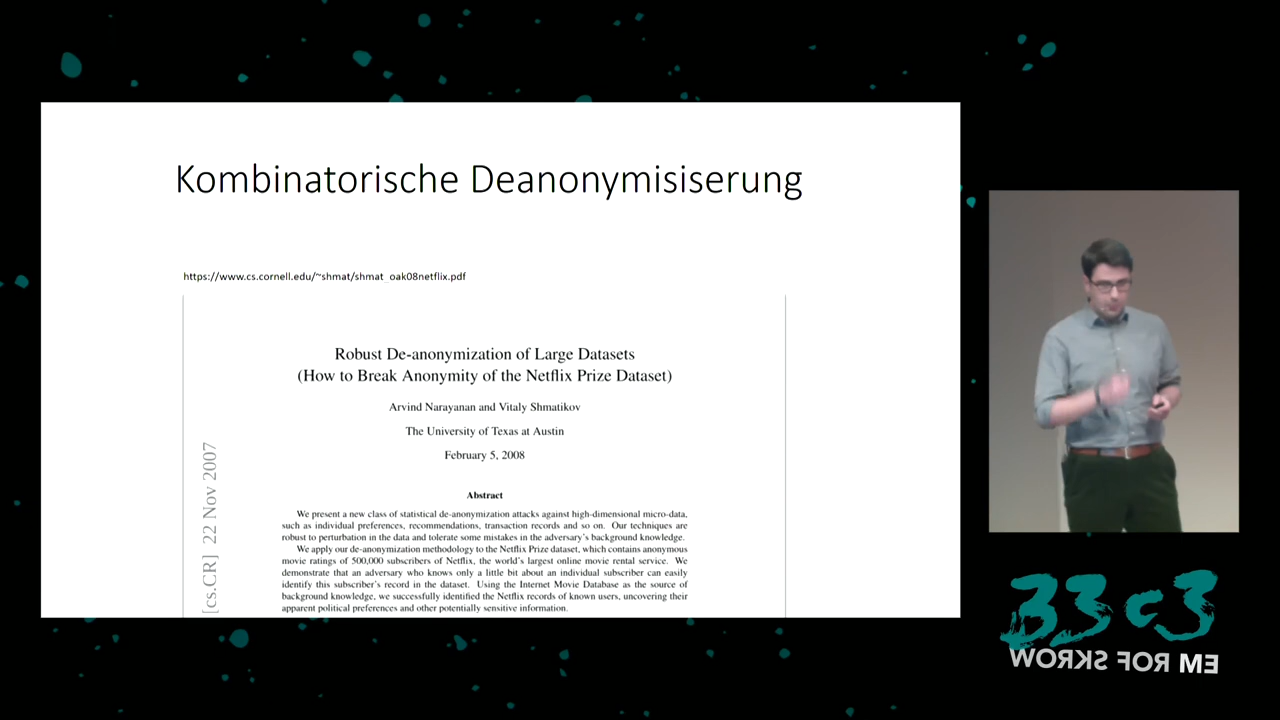 Kombinatorische Deanonymisiserung
https://www.cs.cornell.edu/~shmat/shmat_oak08netflix.pdf
Robust De-anonymization of Large Datasets
(How to Break Anonymity of the Netflix Prize Dataset)
Arvind Narayanan and Vitaly Shmatikov
The University of Texas at Austin
February 5, 2008
Abstract
We present a new class of statistical de-anonymization attacks against high-dimensional micro-data,
such as individual preferences, recommendations, transaction records and so on. Our techniques are
robust to perturbation in the data and tolerate some mistakes in the adversary's background knowledge.
We apply our de-anonymization methodology to the Netflix Prize dataset, which contains anonymous
movie ratings of 500,000 subscribers of Netflix, the world's largest online movie rental service. We
demonstrate that an adversary who knows only a little bit about an individual subscriber can easily
identify this subscriber's record in the dataset. Using the Internet Movie Database as the source of
background knowledge, we successfully identified the Netflix records of known users, uncovering their
apparent political preferences and other potentially sensitive information.
[cs.CR] 22 Nov 2007
33c3
WORKS FOR ME